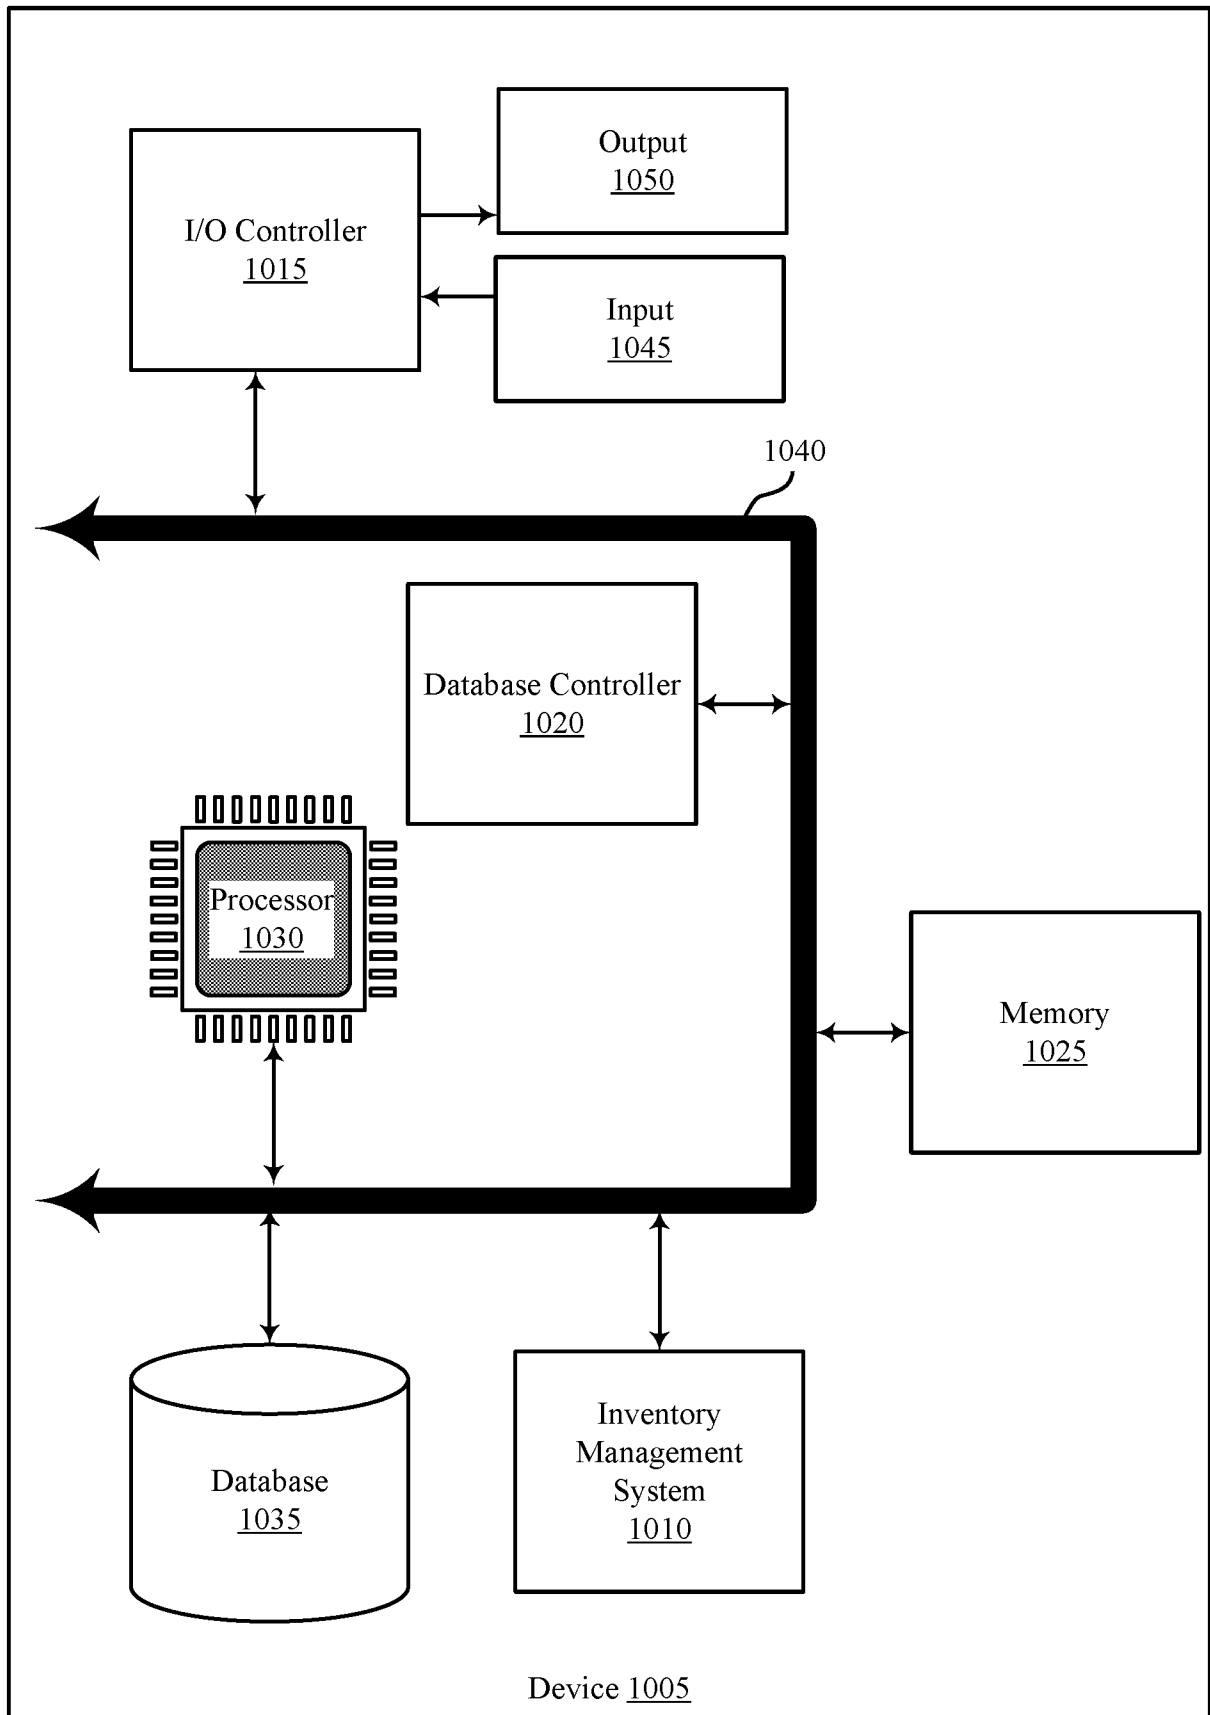 Output
1050
I/O Controller
1015
Input
1045
1040
Database Controller
1020
Processor
1030
Memory
1025
Inventory
Management
System
1010
Database
1035
Device 1005